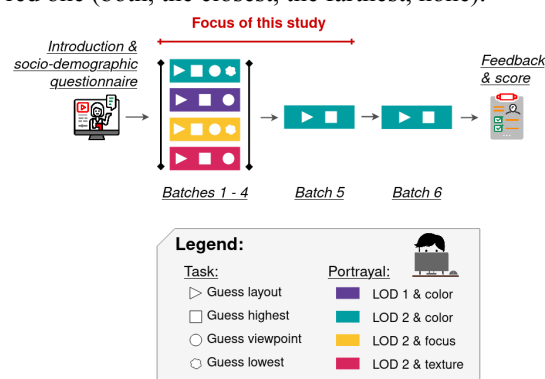 red one (both, the closest, the farthest, none).
Focus of this study
Introduction &
socio-demographic
questionnaire
Feedback
& score
Batches 1 - 4
Batch 5
Batch 6
Legend:
Task:
Portrayal:
Guess layout
LOD 1 & color
Guess highest
LOD 2 & color
Guess viewpoint
LOD 2 & focus
Guess lowest
LOD 2 & texture